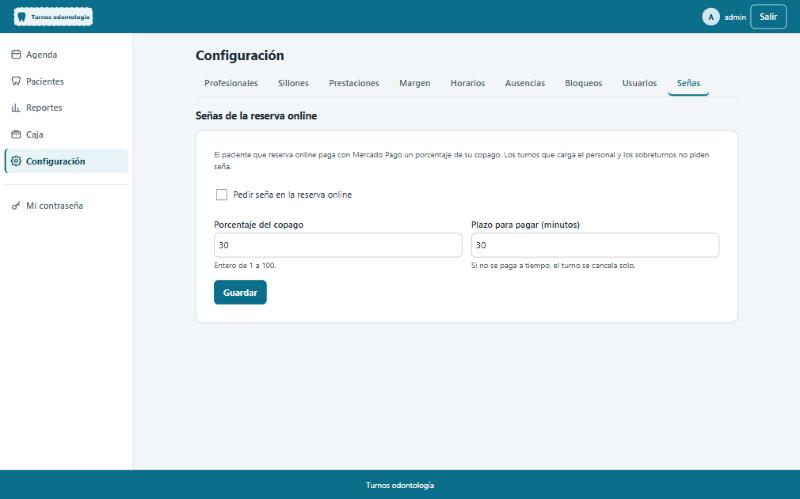 Turnos odontología
A admin Salir
Agenda
Pacientes
Reportes
Caja
Configuración
Mi contraseña
Configuración
Profesionales Sillones Prestaciones Margen Horarios Ausencias Bloqueos Usuarios Señas
Señas de la reserva online
El paciente que reserva online paga con Mercado Pago un porcentaje de su copago. Los turnos que carga el personal y los sobreturnos no piden
seña.
Pedir seña en la reserva online
Porcentaje del copago Plazo para pagar (minutos)
30 30
Entero de 1 a 100. Si no se paga a tiempo, el turno se cancela solo.
Guardar
Turnos odontología